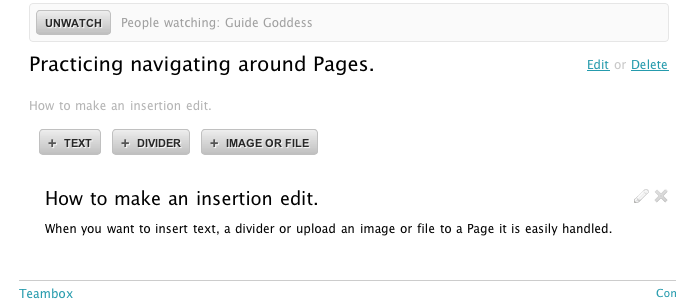 UNWATCH People watching: Guide Goddess
Practicing navigating around Pages. Edit or Delete
How to make an insertion edit.
+ TEXT + DIVIDER + IMAGE OR FILE
How to make an insertion edit.
When you want to insert text, a divider or upload an image or file to a Page it is easily handled.
Teambox Con